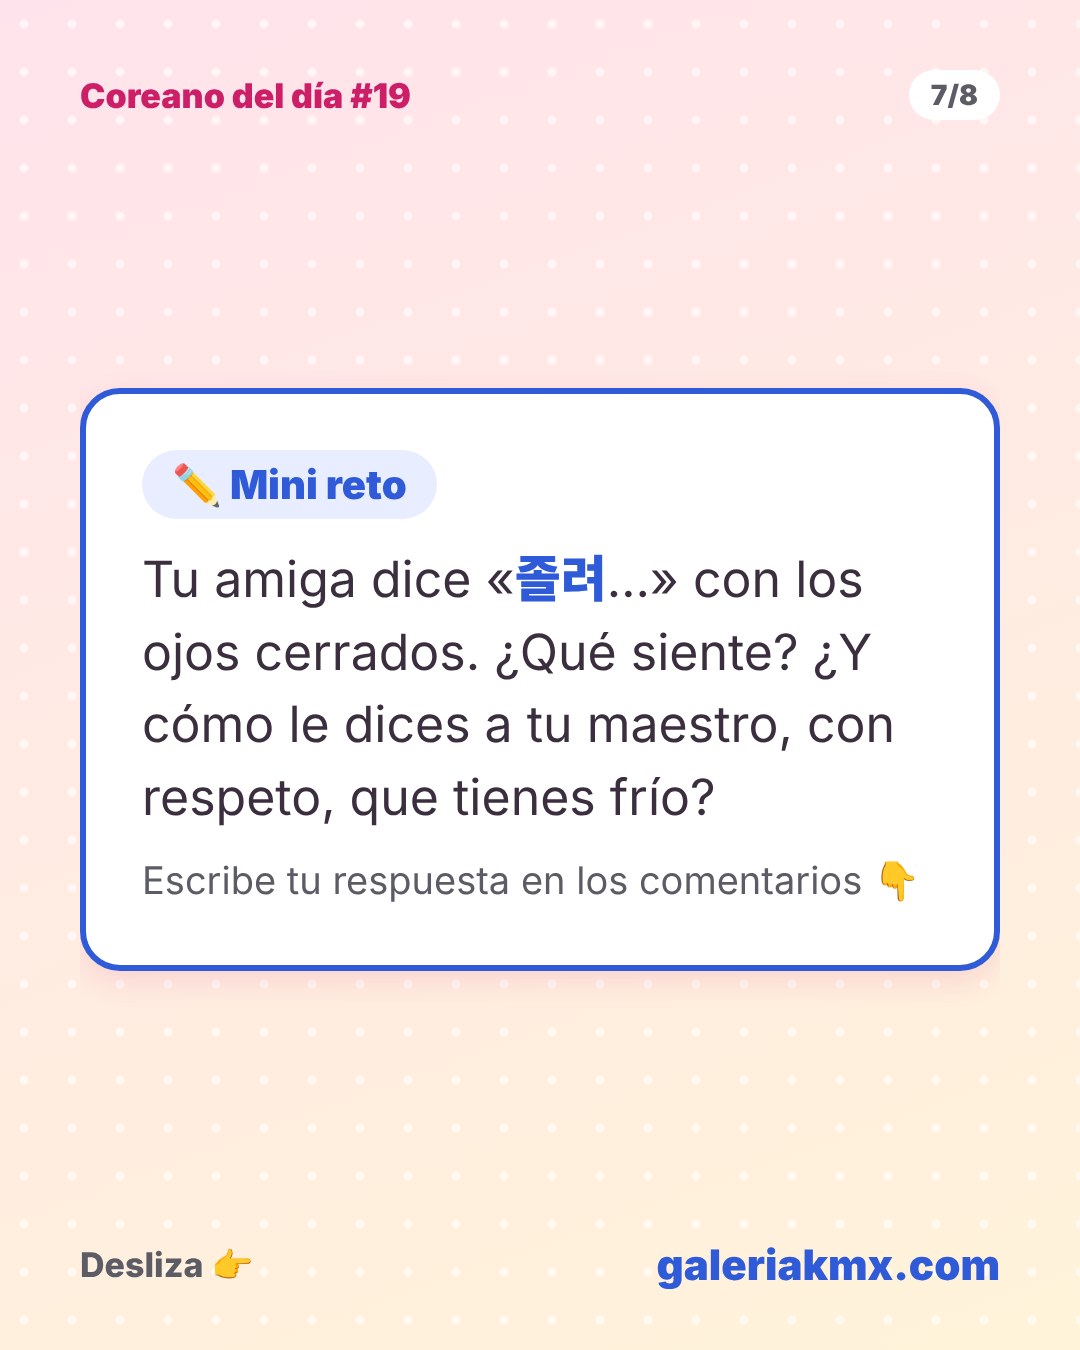 Coreano del día #19
7/8
✏️ Mini reto
Tu amiga dice «졸려...» con los
ojos cerrados. ¿Qué siente? ¿Y
cómo le dices a tu maestro, con
respeto, que tienes frío?
Escribe tu respuesta en los comentarios 👇
Desliza 👉
galeriakmx.com